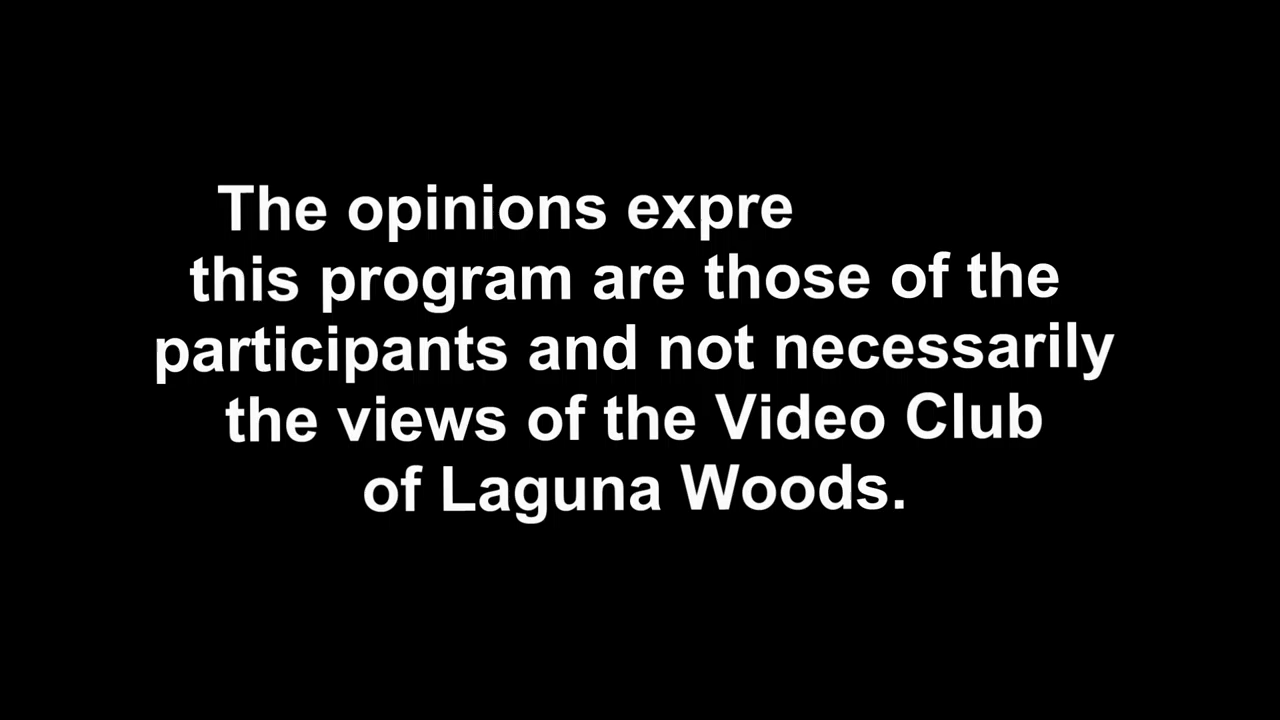 The opinions expre
this program are those of the
participants and not necessarily
the views of the Video Club
of Laguna Woods.